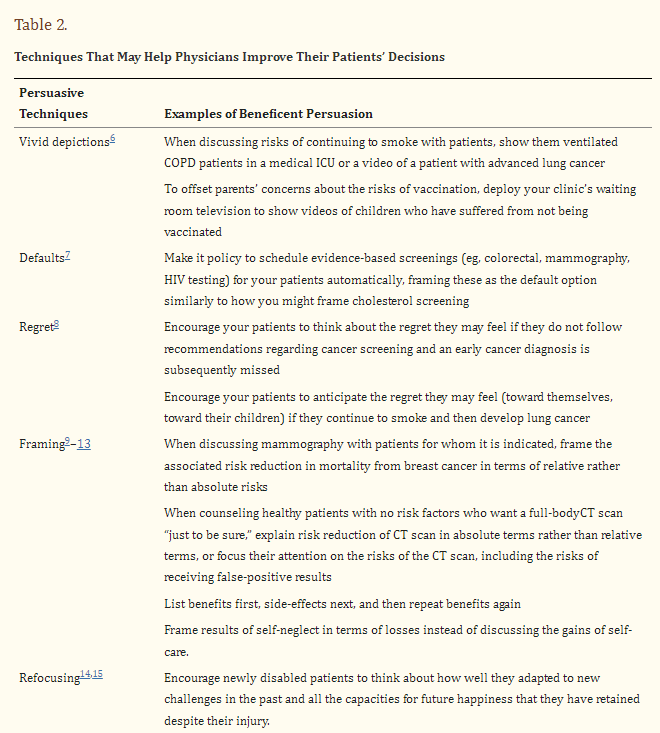 Table 2.
Techniques That May Help Physicians Improve Their Patients’ Decisions
Persuasive
Techniques
Examples of Beneficent Persuasion
Vivid depictions6
When discussing risks of continuing to smoke with patients, show them ventilated
COPD patients in a medical ICU or a video of a patient with advanced lung cancer
To offset parents’ concerns about the risks of vaccination, deploy your clinic’s waiting
room television to show videos of children who have suffered from not being
vaccinated
Defaults7
Make it policy to schedule evidence-based screenings (eg, colorectal, mammography,
HIV testing) for your patients automatically, framing these as the default option
similarly to how you might frame cholesterol screening
Regret8
Encourage your patients to think about the regret they may feel if they do not follow
recommendations regarding cancer screening and an early cancer diagnosis is
subsequently missed
Encourage your patients to anticipate the regret they may feel (toward themselves,
toward their children) if they continue to smoke and then develop lung cancer
Framing9–13
When discussing mammography with patients for whom it is indicated, frame the
associated risk reduction in mortality from breast cancer in terms of relative rather
than absolute risks
When counseling healthy patients with no risk factors who want a full-bodyCT scan
“just to be sure,” explain risk reduction of CT scan in absolute terms rather than relative
terms, or focus their attention on the risks of the CT scan, including the risks of
receiving false-positive results
List benefits first, side-effects next, and then repeat benefits again
Frame results of self-neglect in terms of losses instead of discussing the gains of self-
care.
Refocusing14,15
Encourage newly disabled patients to think about how well they adapted to new
challenges in the past and all the capacities for future happiness that they have retained
despite their injury.